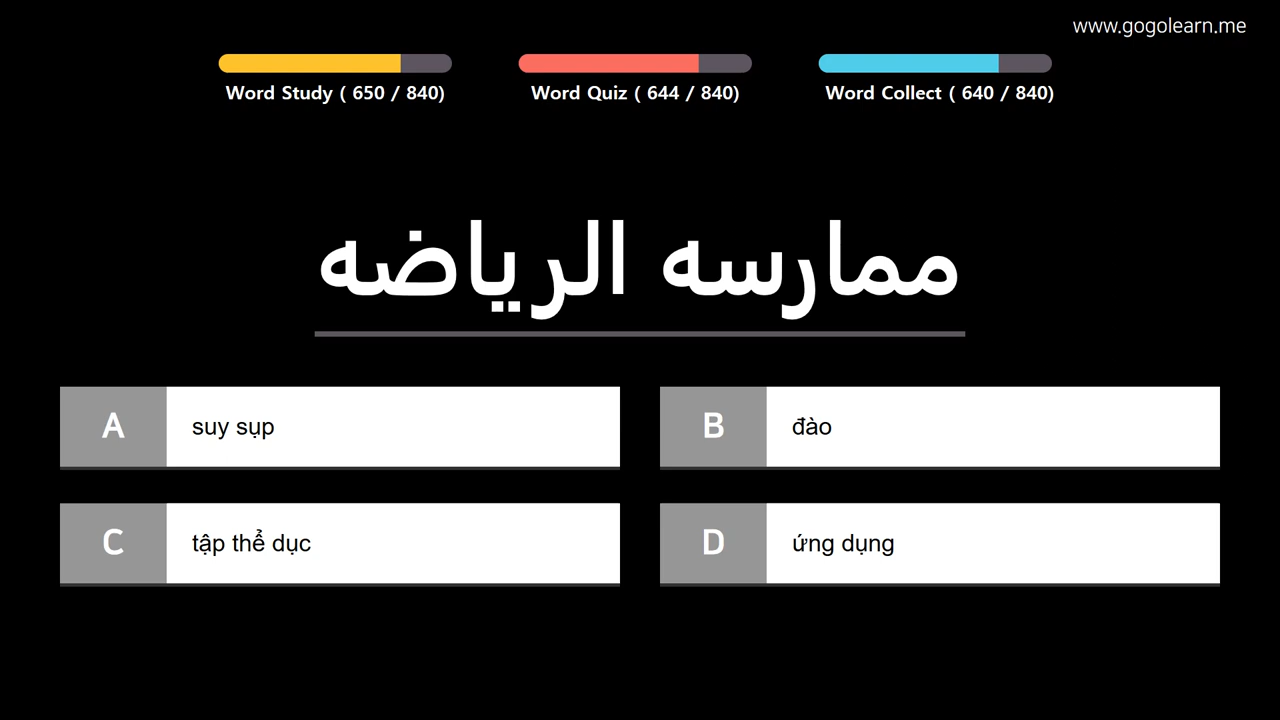 www.gogolearn.me
Word Study ( 650 / 840)
Word Quiz ( 644 / 840)
Word Collect ( 640 / 840)
ممارسه الرياضه
A
suy sụp
B
đào
C
tập thể dục
D
ứng dụng